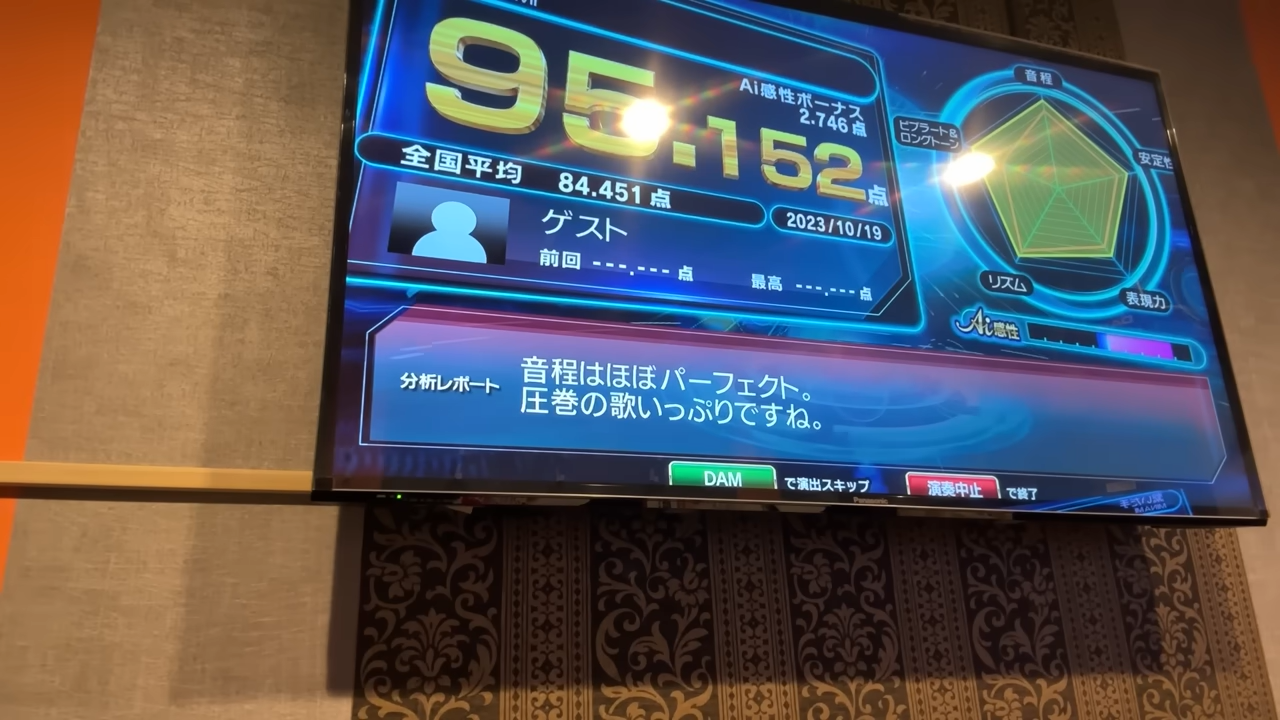 95.152点
Ai感性ボーナス
2.746点
全国平均 84.451点
2023/10/19
ゲスト
前回 ---.---点
最高 ---.---点
音程
ビブラート&
ロングトーン
安定性
リズム
表現力
Ai感性
分析レポート
音程はほぼパーフェクト。
圧巻の歌いっぷりですね。
DAM で演出スキップ
演奏中止 で終了
Panasonic